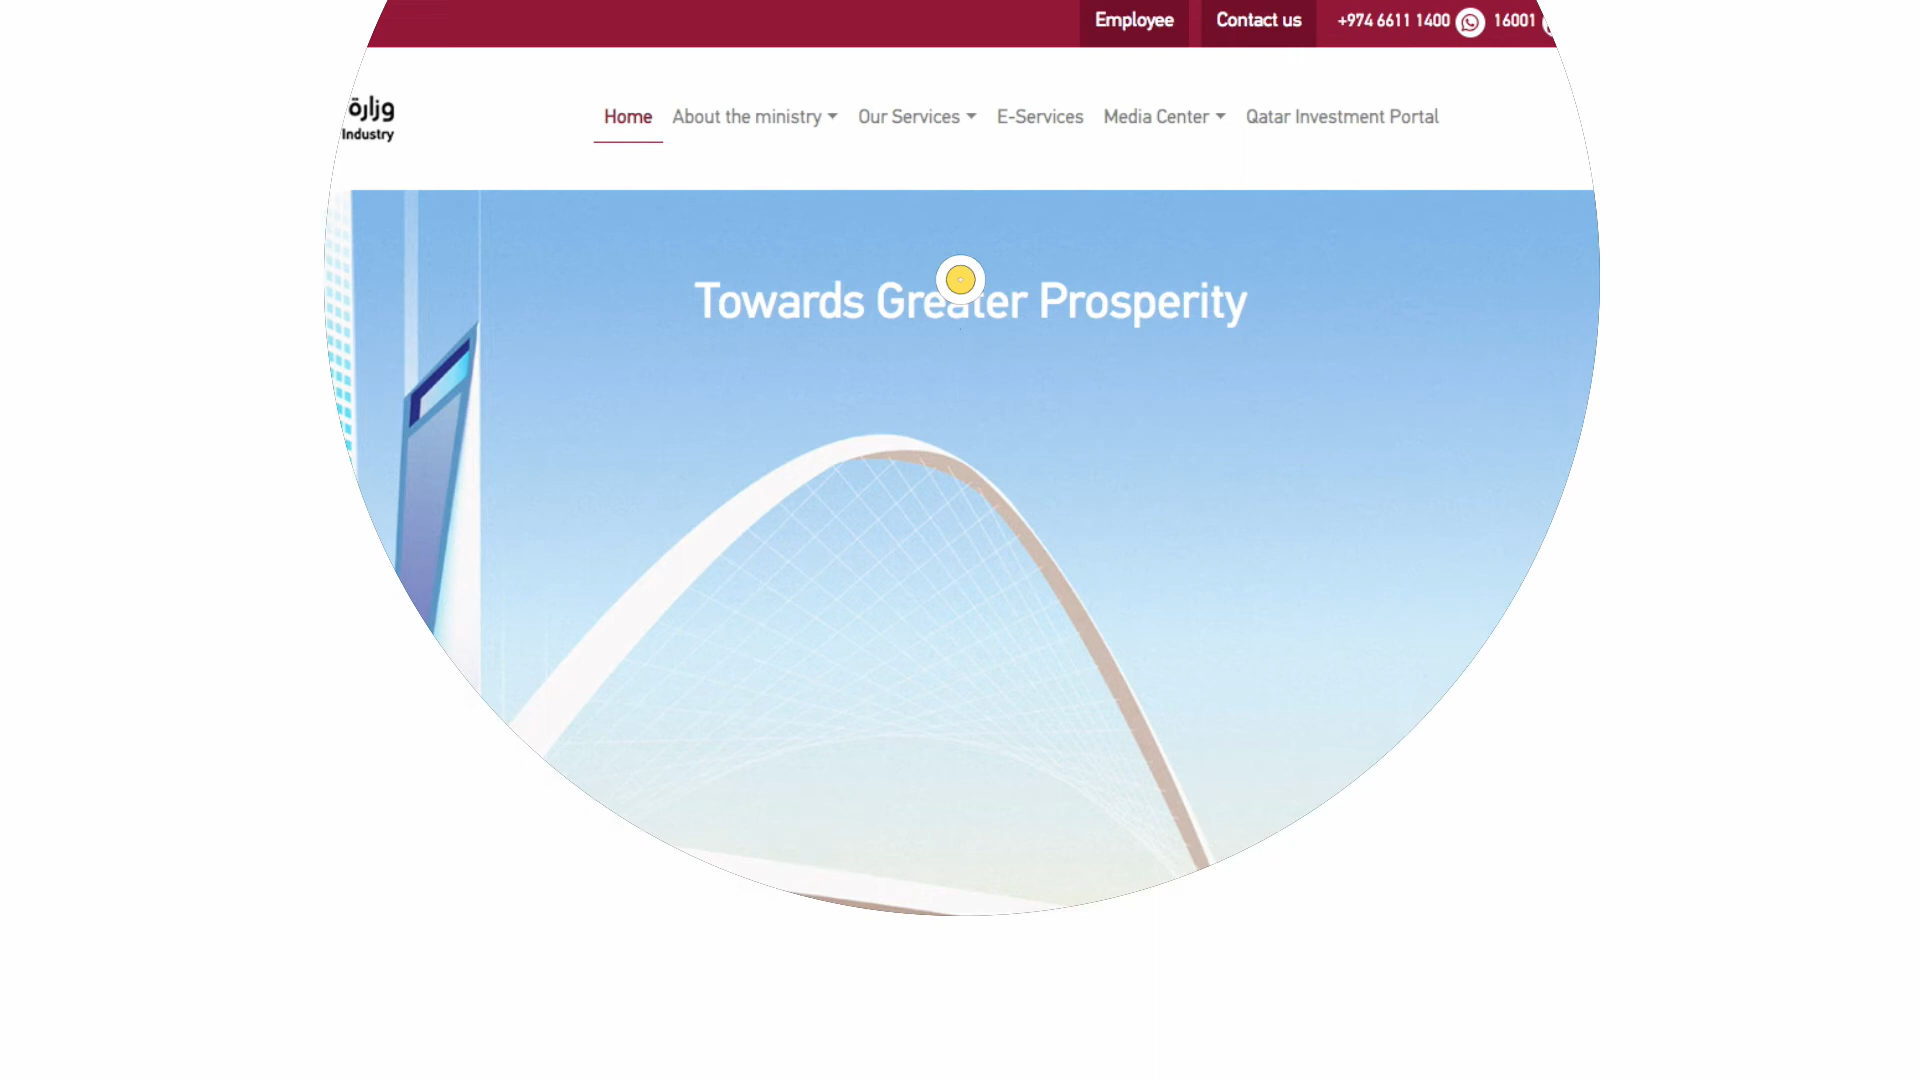 Employee
Contact us
+974 6611 1400
16001
وزارة
Industry
Home
About the ministry
Our Services
E-Services
Media Center
Qatar Investment Portal
Towards Greater Prosperity